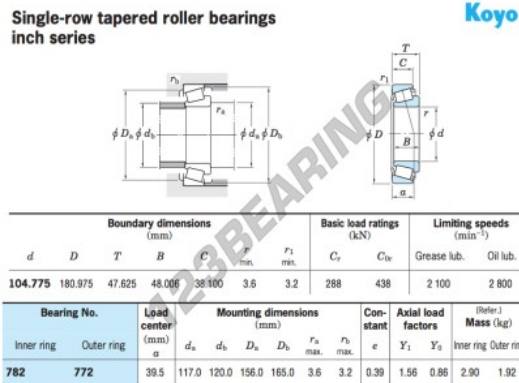 Single-row tapered roller bearings
inch series
Koyo
T
C
r1
r
B
φD
φd
a
rb
ra
φDa φdb
φda φDb
123BEARING
Boundary dimensions
(mm)
Basic load ratings
(kN)
Limiting speeds
(min⁻¹)
d D T B C r min. r1 min. Cr C0r Grease lub. Oil lub.
104.775 180.975 47.625 48.006 38.100 3.6 3.2 288 438 2 100 2 800
Bearing No.
Load center (mm) a
Mounting dimensions
(mm)
Con-stant e
Axial load factors
(Refer.)
Mass (kg)
Inner ring Outer ring da db Da Db ra max. rb max. Y1 Y0 Inner ring Outer ring
782 772 39.5 117.0 120.0 156.0 165.0 3.6 3.2 0.39 1.56 0.86 2.90 1.92